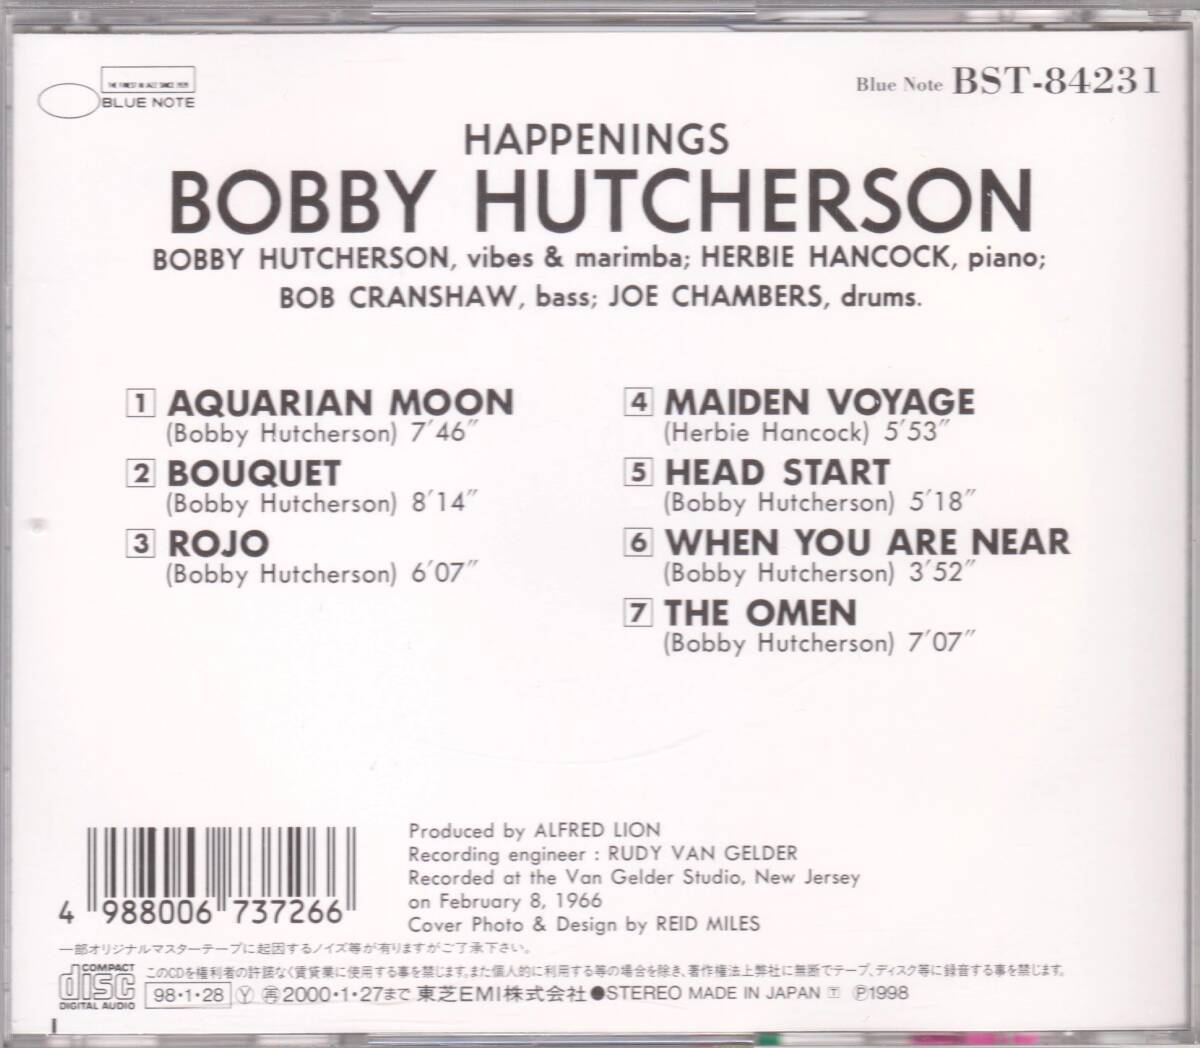 THE FINEST IN JAZZ SINCE 1939
BLUE NOTE
Blue Note BST-84231
HAPPENINGS
BOBBY HUTCHERSON
BOBBY HUTCHERSON, vibes & marimba; HERBIE HANCOCK, piano;
BOB CRANSHAW, bass; JOE CHAMBERS, drums.
1 AQUARIAN MOON
(Bobby Hutcherson) 7'46"
2 BOUQUET
(Bobby Hutcherson) 8'14"
3 ROJO
(Bobby Hutcherson) 6'07"
4 MAIDEN VOYAGE
(Herbie Hancock) 5'53"
5 HEAD START
(Bobby Hutcherson) 5'18"
6 WHEN YOU ARE NEAR
(Bobby Hutcherson) 3'52"
7 THE OMEN
(Bobby Hutcherson) 7'07"
4 988006 737266
Produced by ALFRED LION
Recording engineer : RUDY VAN GELDER
Recorded at the Van Gelder Studio, New Jersey
on February 8, 1966
Cover Photo & Design by REID MILES
一部オリジナルマスターテープに起因するノイズ等が有りますがご了承下さい。
COMPACT disc DIGITAL AUDIO
このCDを権利者の許諾なく賃貸業に使用する事を禁じます。また個人的に利用する等の場合を除き、著作権法上弊社に無断でテープ、ディスク等に録音する事を禁じます。
98・1・28 Ⓨ 再2000・1・27まで 東芝EMI株式会社●STEREO MADE IN JAPAN T Ⓟ1998